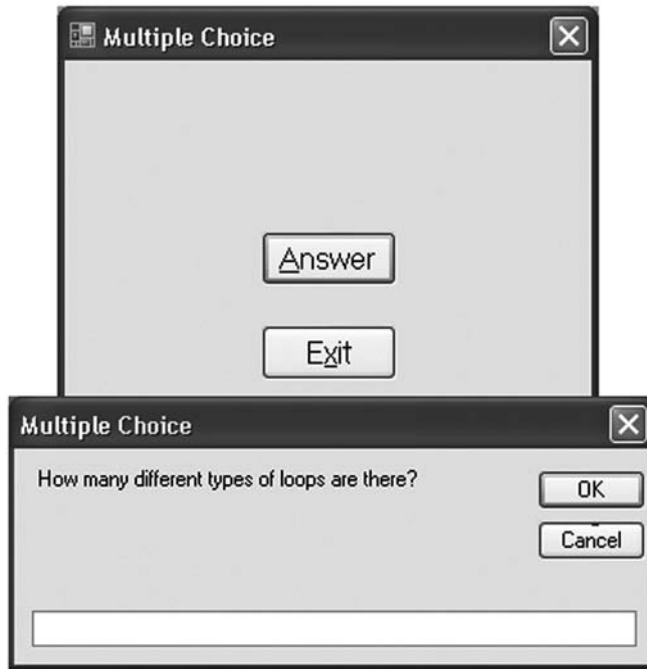 Multiple Choice
Answer
Exit
Multiple Choice
How many different types of loops are there?
OK
Cancel